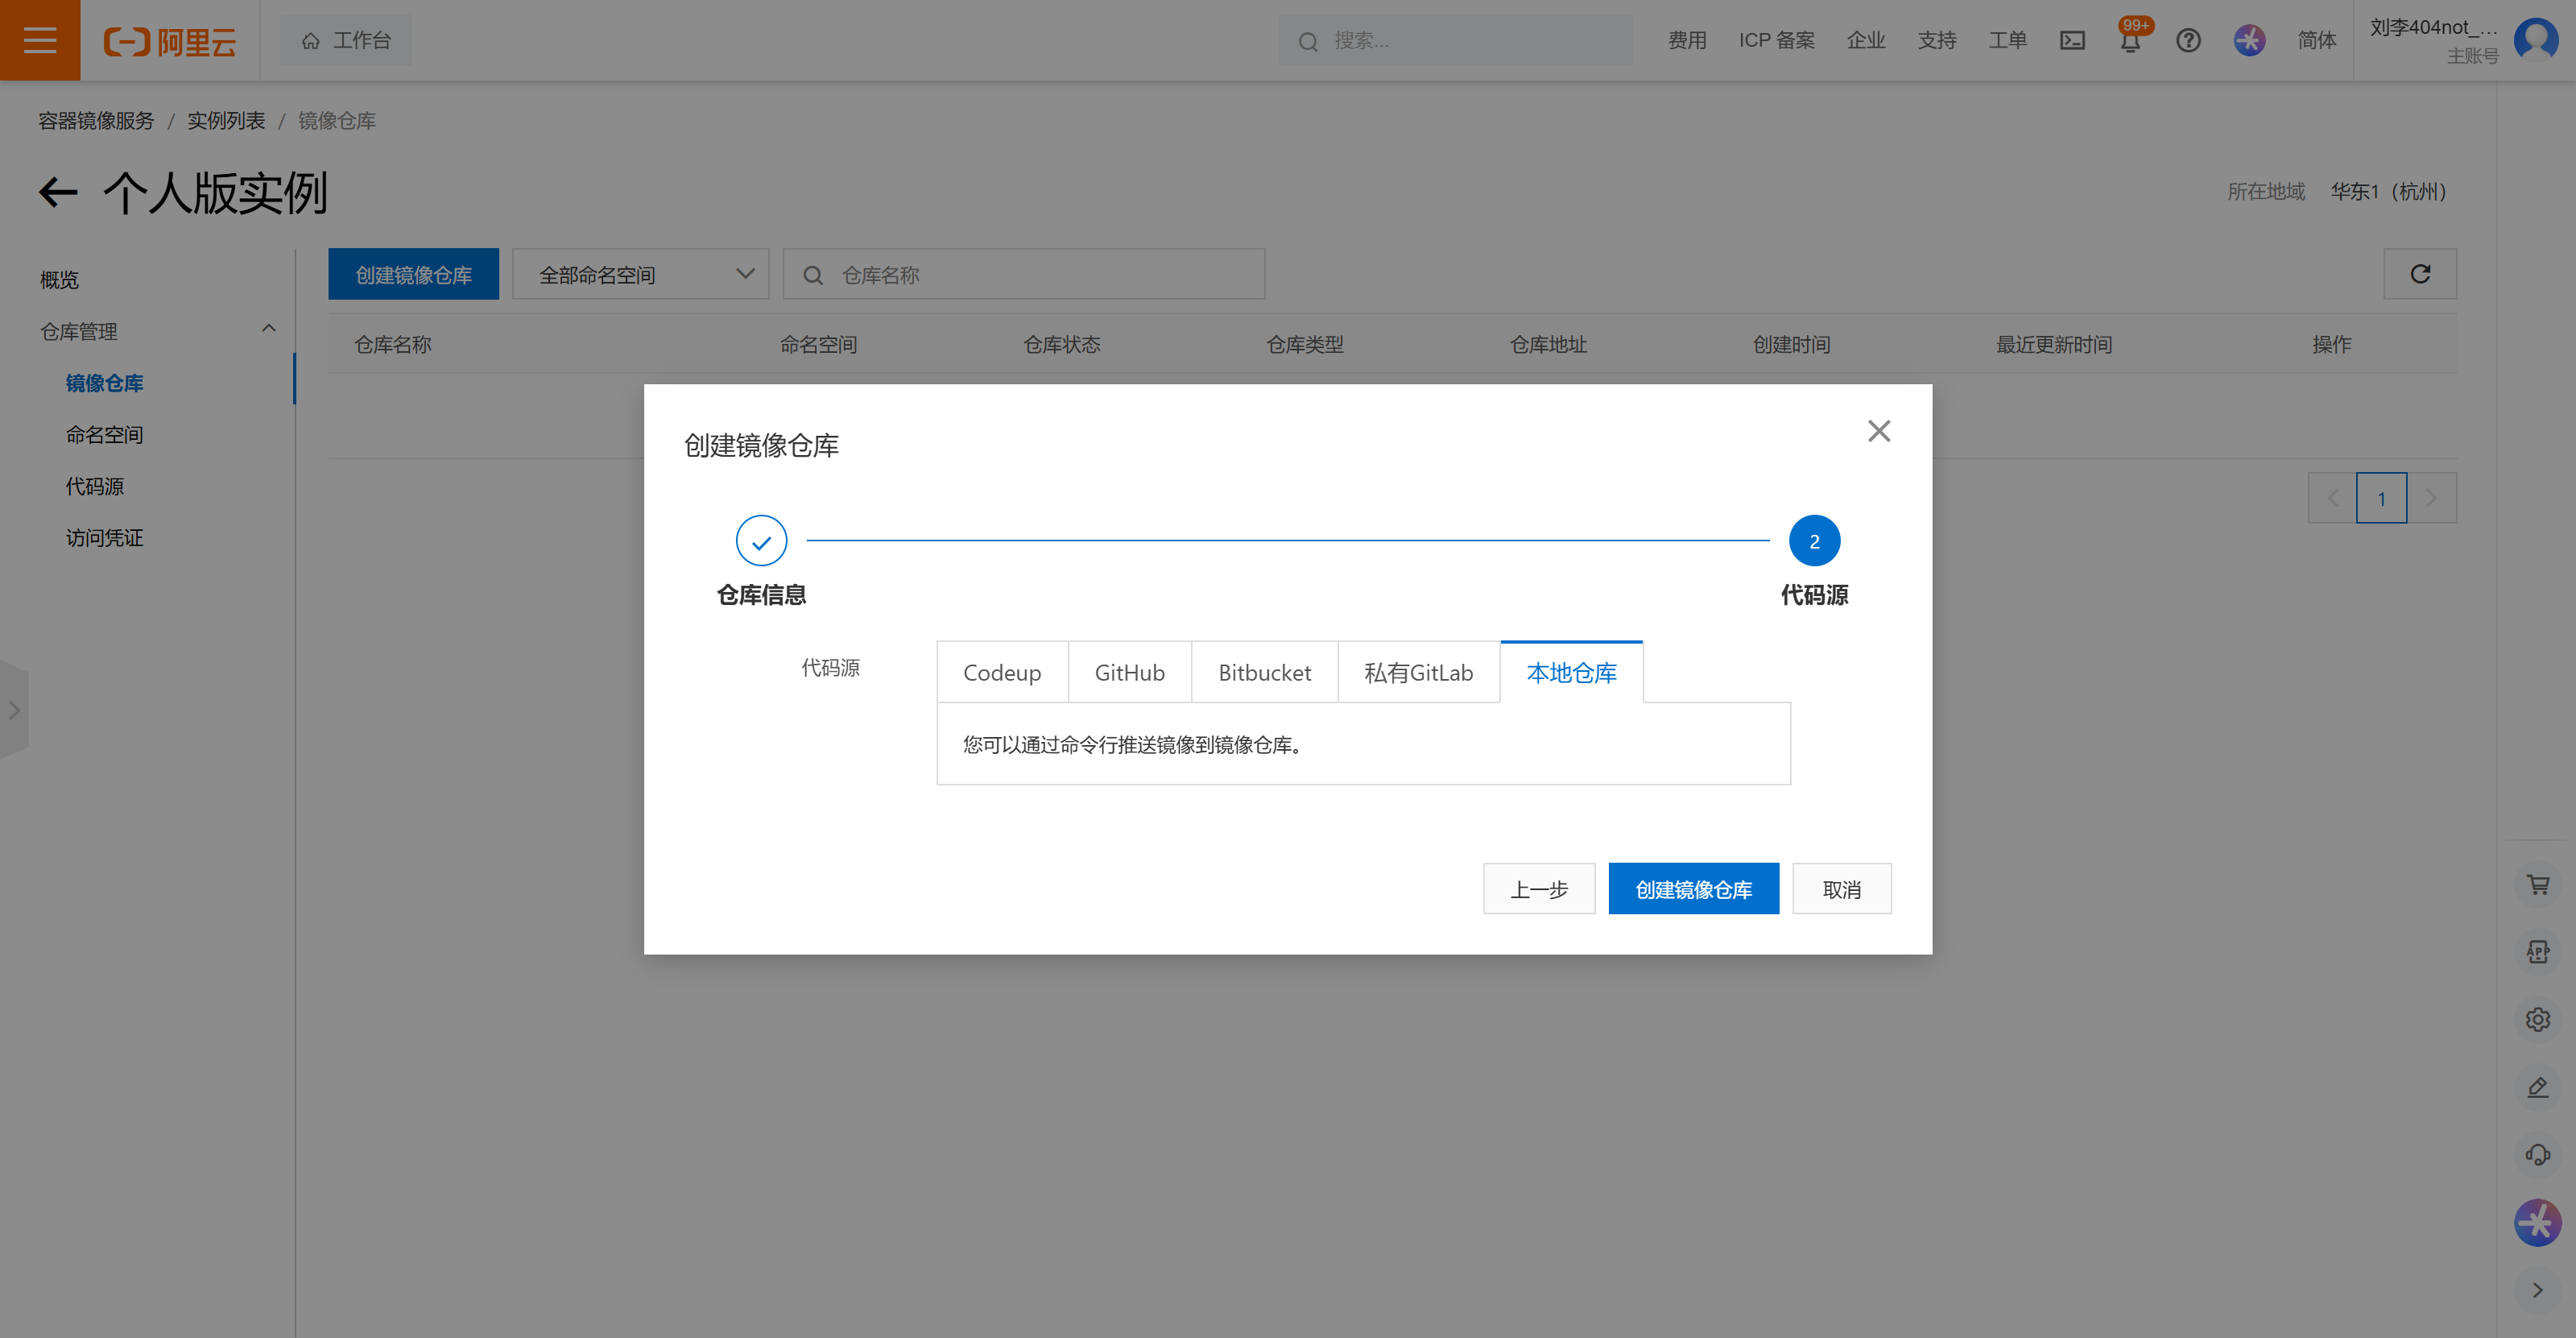 阿里云
工作台
搜索...
费用
ICP 备案
企业
支持
工单
99+
简体
刘李404not_...
主账号
容器镜像服务 / 实例列表 / 镜像仓库
个人版实例
所在地域 华东1（杭州）
概览
仓库管理
镜像仓库
命名空间
代码源
访问凭证
创建镜像仓库
全部命名空间
仓库名称
仓库名称 命名空间 仓库状态 仓库类型 仓库地址 创建时间 最近更新时间 操作
1
创建镜像仓库
2
仓库信息
代码源
代码源
Codeup
GitHub
Bitbucket
私有GitLab
本地仓库
您可以通过命令行推送镜像到镜像仓库。
上一步
创建镜像仓库
取消
APP